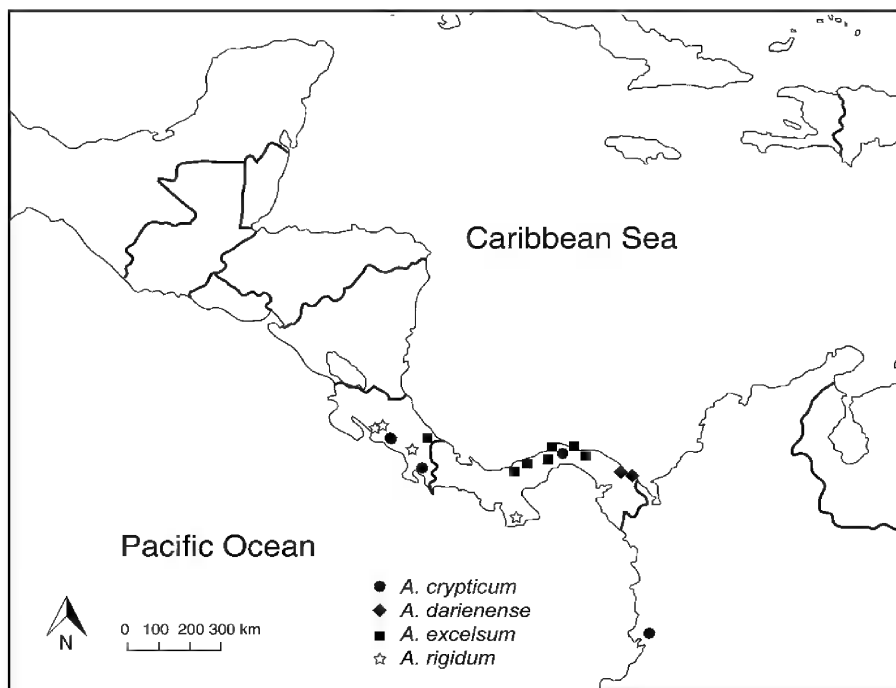 Caribbean Sea
Pacific Ocean
A. crypticum
A. darienense
A. excelsum
A. rigidum
N
0 100 200 300 km